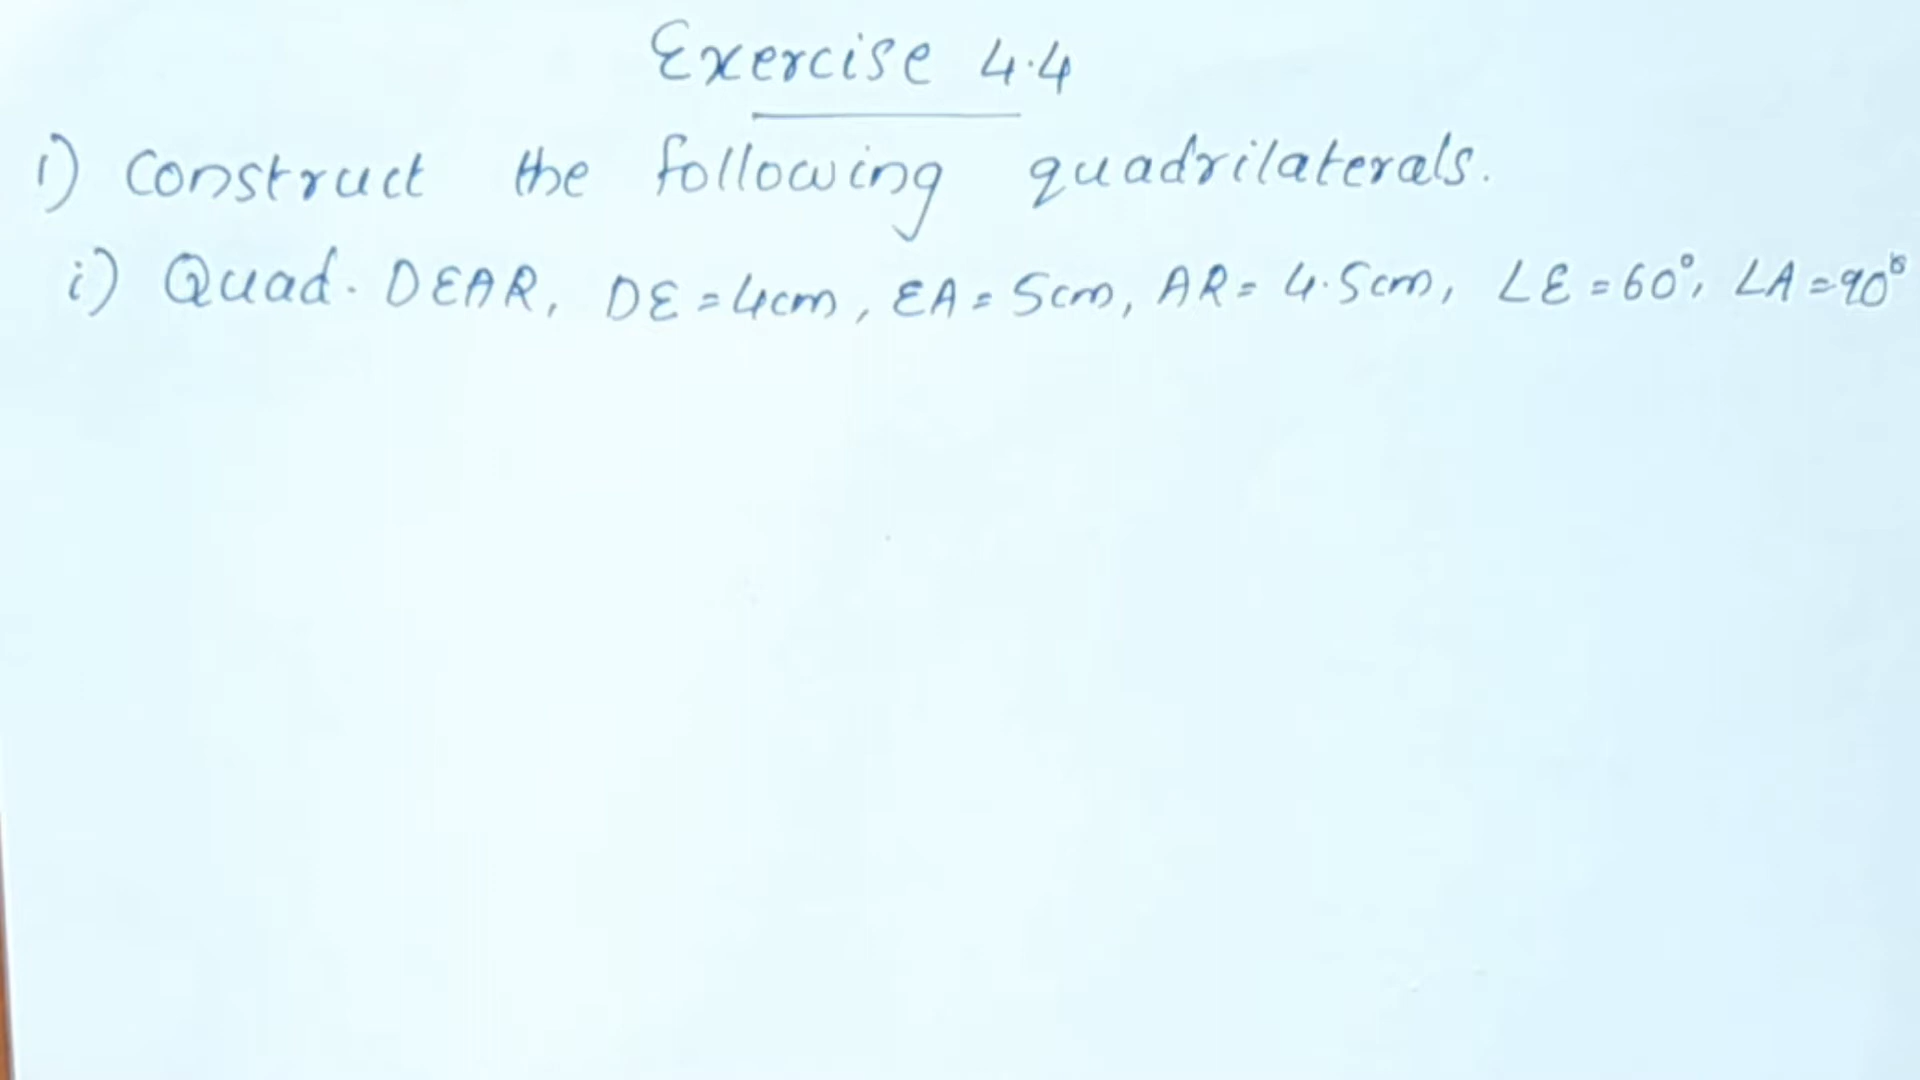 Exercise 4.4
1) Construct the following quadrilaterals.
i) Quad. DEAR, DE = 4cm, EA = 5cm, AR = 4.5cm, ∠E = 60°, ∠A = 90°